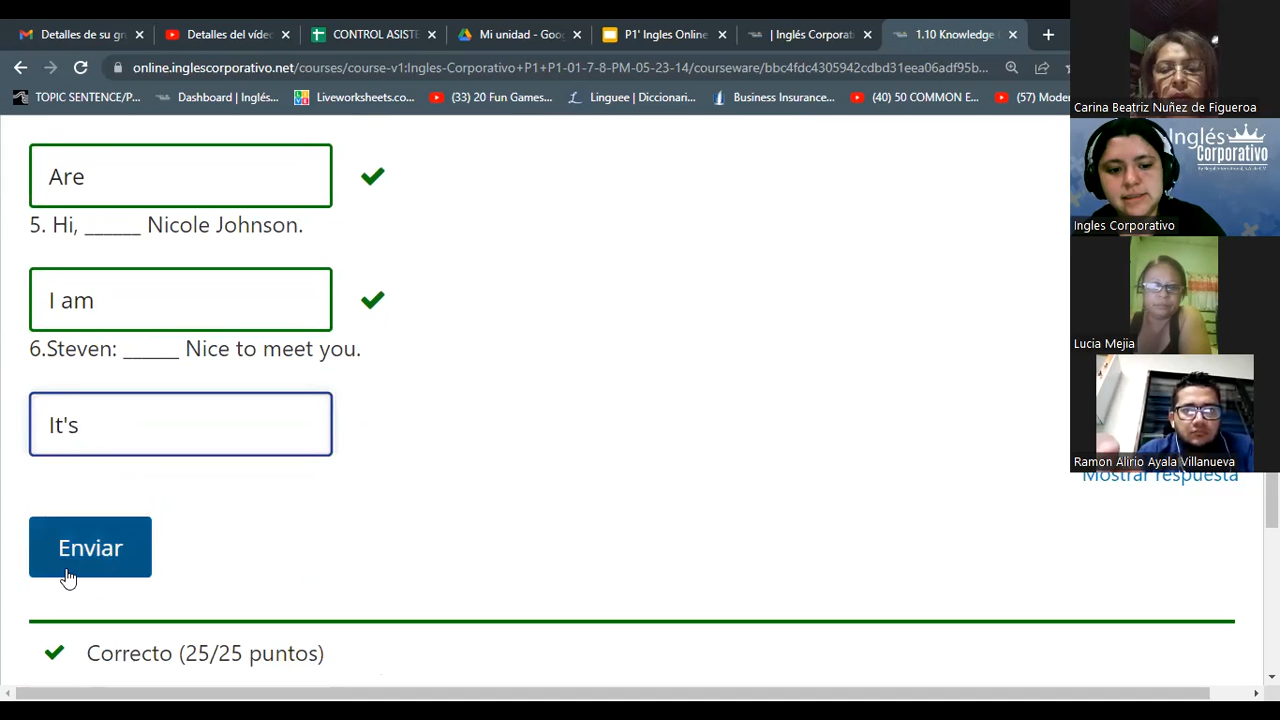 Detalles de su gr
Detalles del vídeo
CONTROL ASISTE
Mi unidad - Goo
P1' Ingles Online
| Inglés Corporat
1.10 Knowledge
online.inglescorporativo.net/courses/course-v1:Ingles-Corporativo+P1+P1-01-7-8-PM-05-23-14/courseware/bbc4fdc4305942cdbd31eea06adf95b...
TOPIC SENTENCE/P...
Dashboard | Inglés...
Liveworksheets.co...
(33) 20 Fun Games...
Linguee | Diccionari...
Business Insurance...
(40) 50 COMMON E...
(57) Moder
Are
5. Hi, ______ Nicole Johnson.
I am
6.Steven: ______ Nice to meet you.
It's
Mostrar respuesta
Enviar
Correcto (25/25 puntos)
Carina Beatriz Nuñez de Figueroa
Inglés
Corporativo
Ingles Corporativo
Lucia Mejia
Ramon Alirio Ayala Villanueva